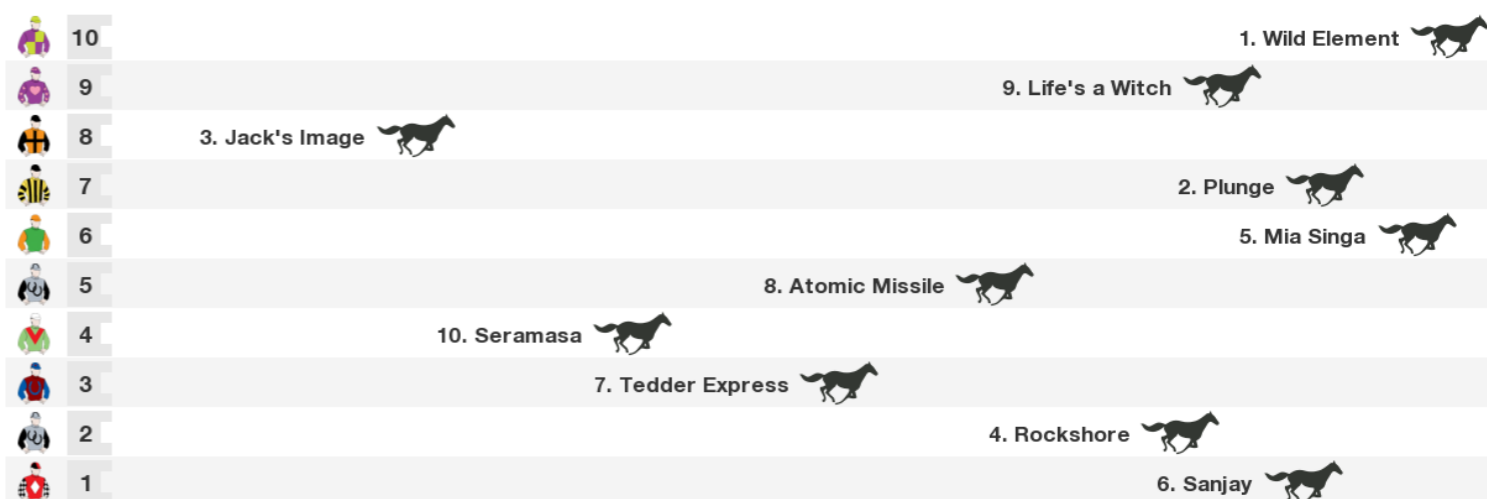 10 1. Wild Element
9 9. Life's a Witch
8 3. Jack's Image
7 2. Plunge
6 5. Mia Singa
5 8. Atomic Missile
4 10. Seramasa
3 7. Tedder Express
2 4. Rockshore
1 6. Sanjay